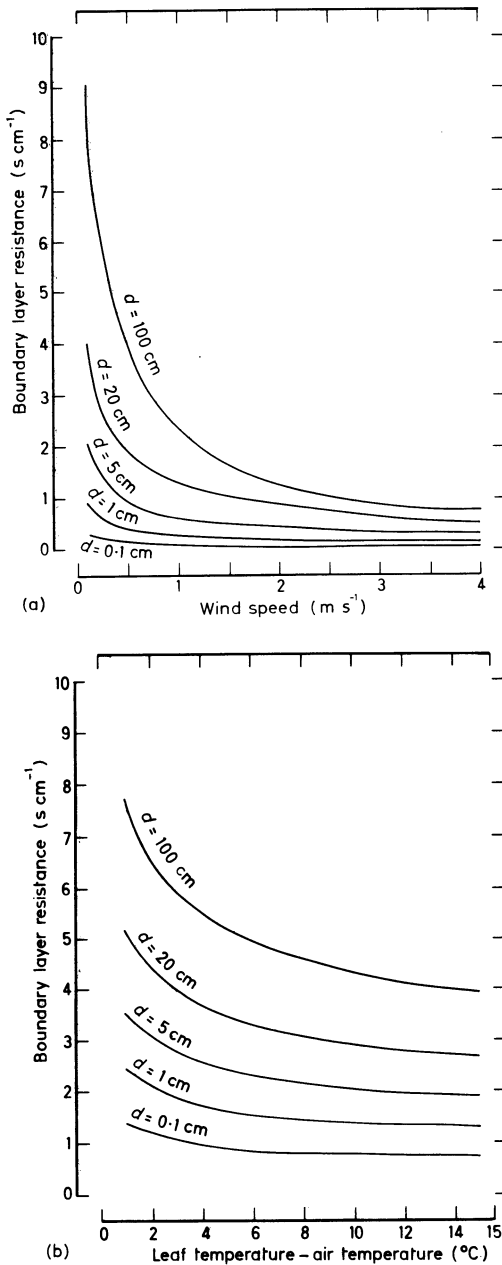 10
9
8
7
6
5
4
3
2
1
0
Boundary layer resistance (s cm⁻¹)
d = 100 cm
d = 20 cm
d = 5 cm
d = 1 cm
d = 0·1 cm
0 1 2 3 4
(a) Wind speed (m s⁻¹)
10
9
8
7
6
5
4
3
2
1
0
Boundary layer resistance (s cm⁻¹)
d = 100 cm
d = 20 cm
d = 5 cm
d = 1 cm
d = 0·1 cm
0 2 4 6 8 10 12 14 15
(b) Leaf temperature – air temperature (°C)